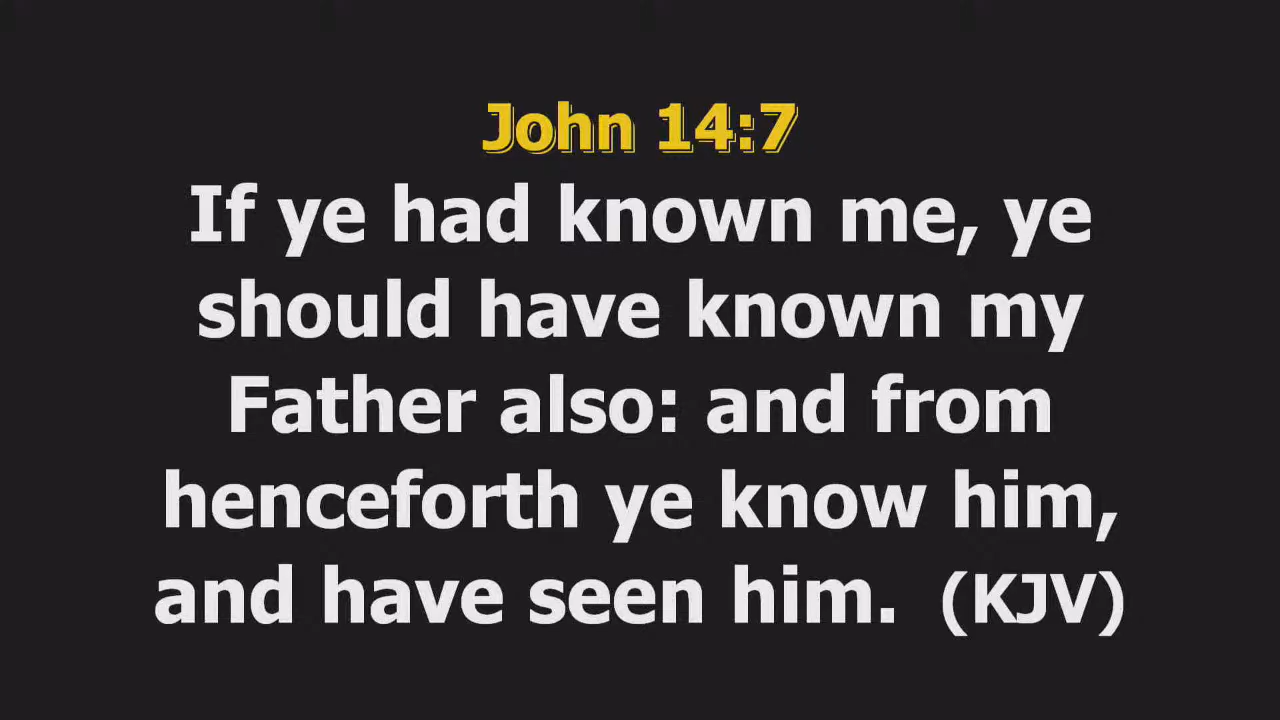 John 14:7
If ye had known me, ye
should have known my
Father also: and from
henceforth ye know him,
and have seen him. (KJV)